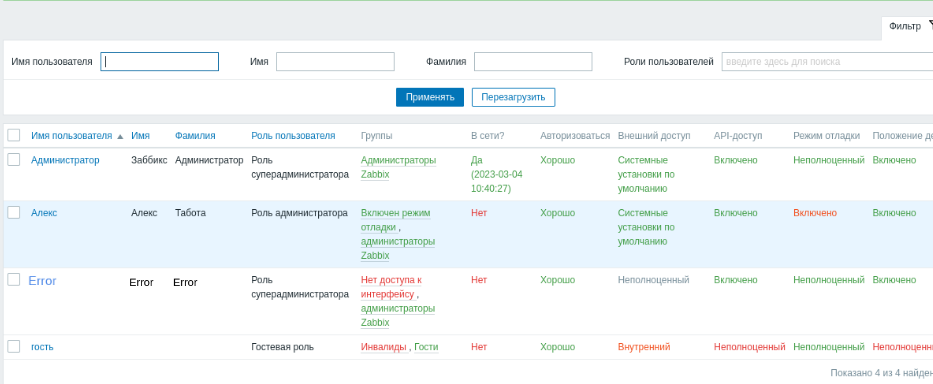 Фильтр
Имя пользователя Имя Фамилия Роли пользователей введите здесь для поиска
Применять Перезагрузить
Имя пользователя Имя Фамилия Роль пользователя Группы В сети? Авторизоваться Внешний доступ API-доступ Режим отладки Положение де
Администратор Заббикс Администратор Роль Администраторы Да Хорошо Системные Включено Неполноценный Включено
суперадминистратора Zabbix (2023-03-04 установки по
10:40:27) умолчанию
Алекс Алекс Табота Роль администратора Включен режим Нет Хорошо Системные Включено Включено Включено
отладки , установки по
администраторы умолчанию
Zabbix
Error Error Error Роль Нет доступа к Нет Хорошо Неполноценный Включено Неполноценный Включено
суперадминистратора интерфейсу ,
администраторы
Zabbix
гость Гостевая роль Инвалиды , Гости Нет Хорошо Внутренний Неполноценный Неполноценный Неполноценн
Показано 4 из 4 найден